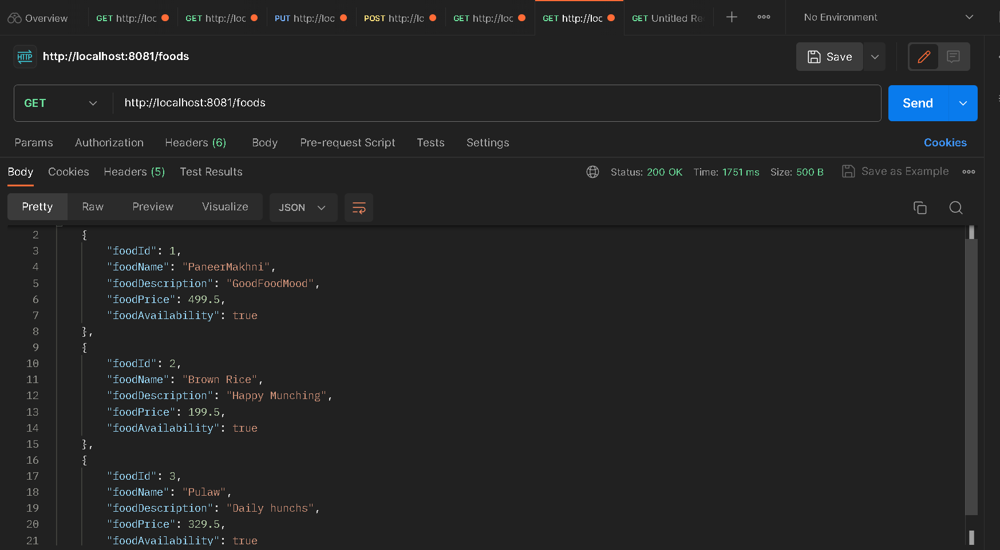 Overview
GET http://loc
GET http://loc
PUT http://loc
POST http://lc
GET http://loc
GET http://loc
GET Untitled Re
No Environment
HTTP
http://localhost:8081/foods
Save
GET
http://localhost:8081/foods
Send
Params
Authorization
Headers (6)
Body
Pre-request Script
Tests
Settings
Cookies
Body
Cookies
Headers (5)
Test Results
Status: 200 OK
Time: 1751 ms
Size: 500 B
Save as Example
Pretty
Raw
Preview
Visualize
JSON
2 {
3 "foodId": 1,
4 "foodName": "PaneerMakhni",
5 "foodDescription": "GoodFoodMood",
6 "foodPrice": 499.5,
7 "foodAvailability": true
8 },
9 {
10 "foodId": 2,
11 "foodName": "Brown Rice",
12 "foodDescription": "Happy Munching",
13 "foodPrice": 199.5,
14 "foodAvailability": true
15 },
16 {
17 "foodId": 3,
18 "foodName": "Pulaw",
19 "foodDescription": "Daily hunchs",
20 "foodPrice": 329.5,
21 "foodAvailability": true